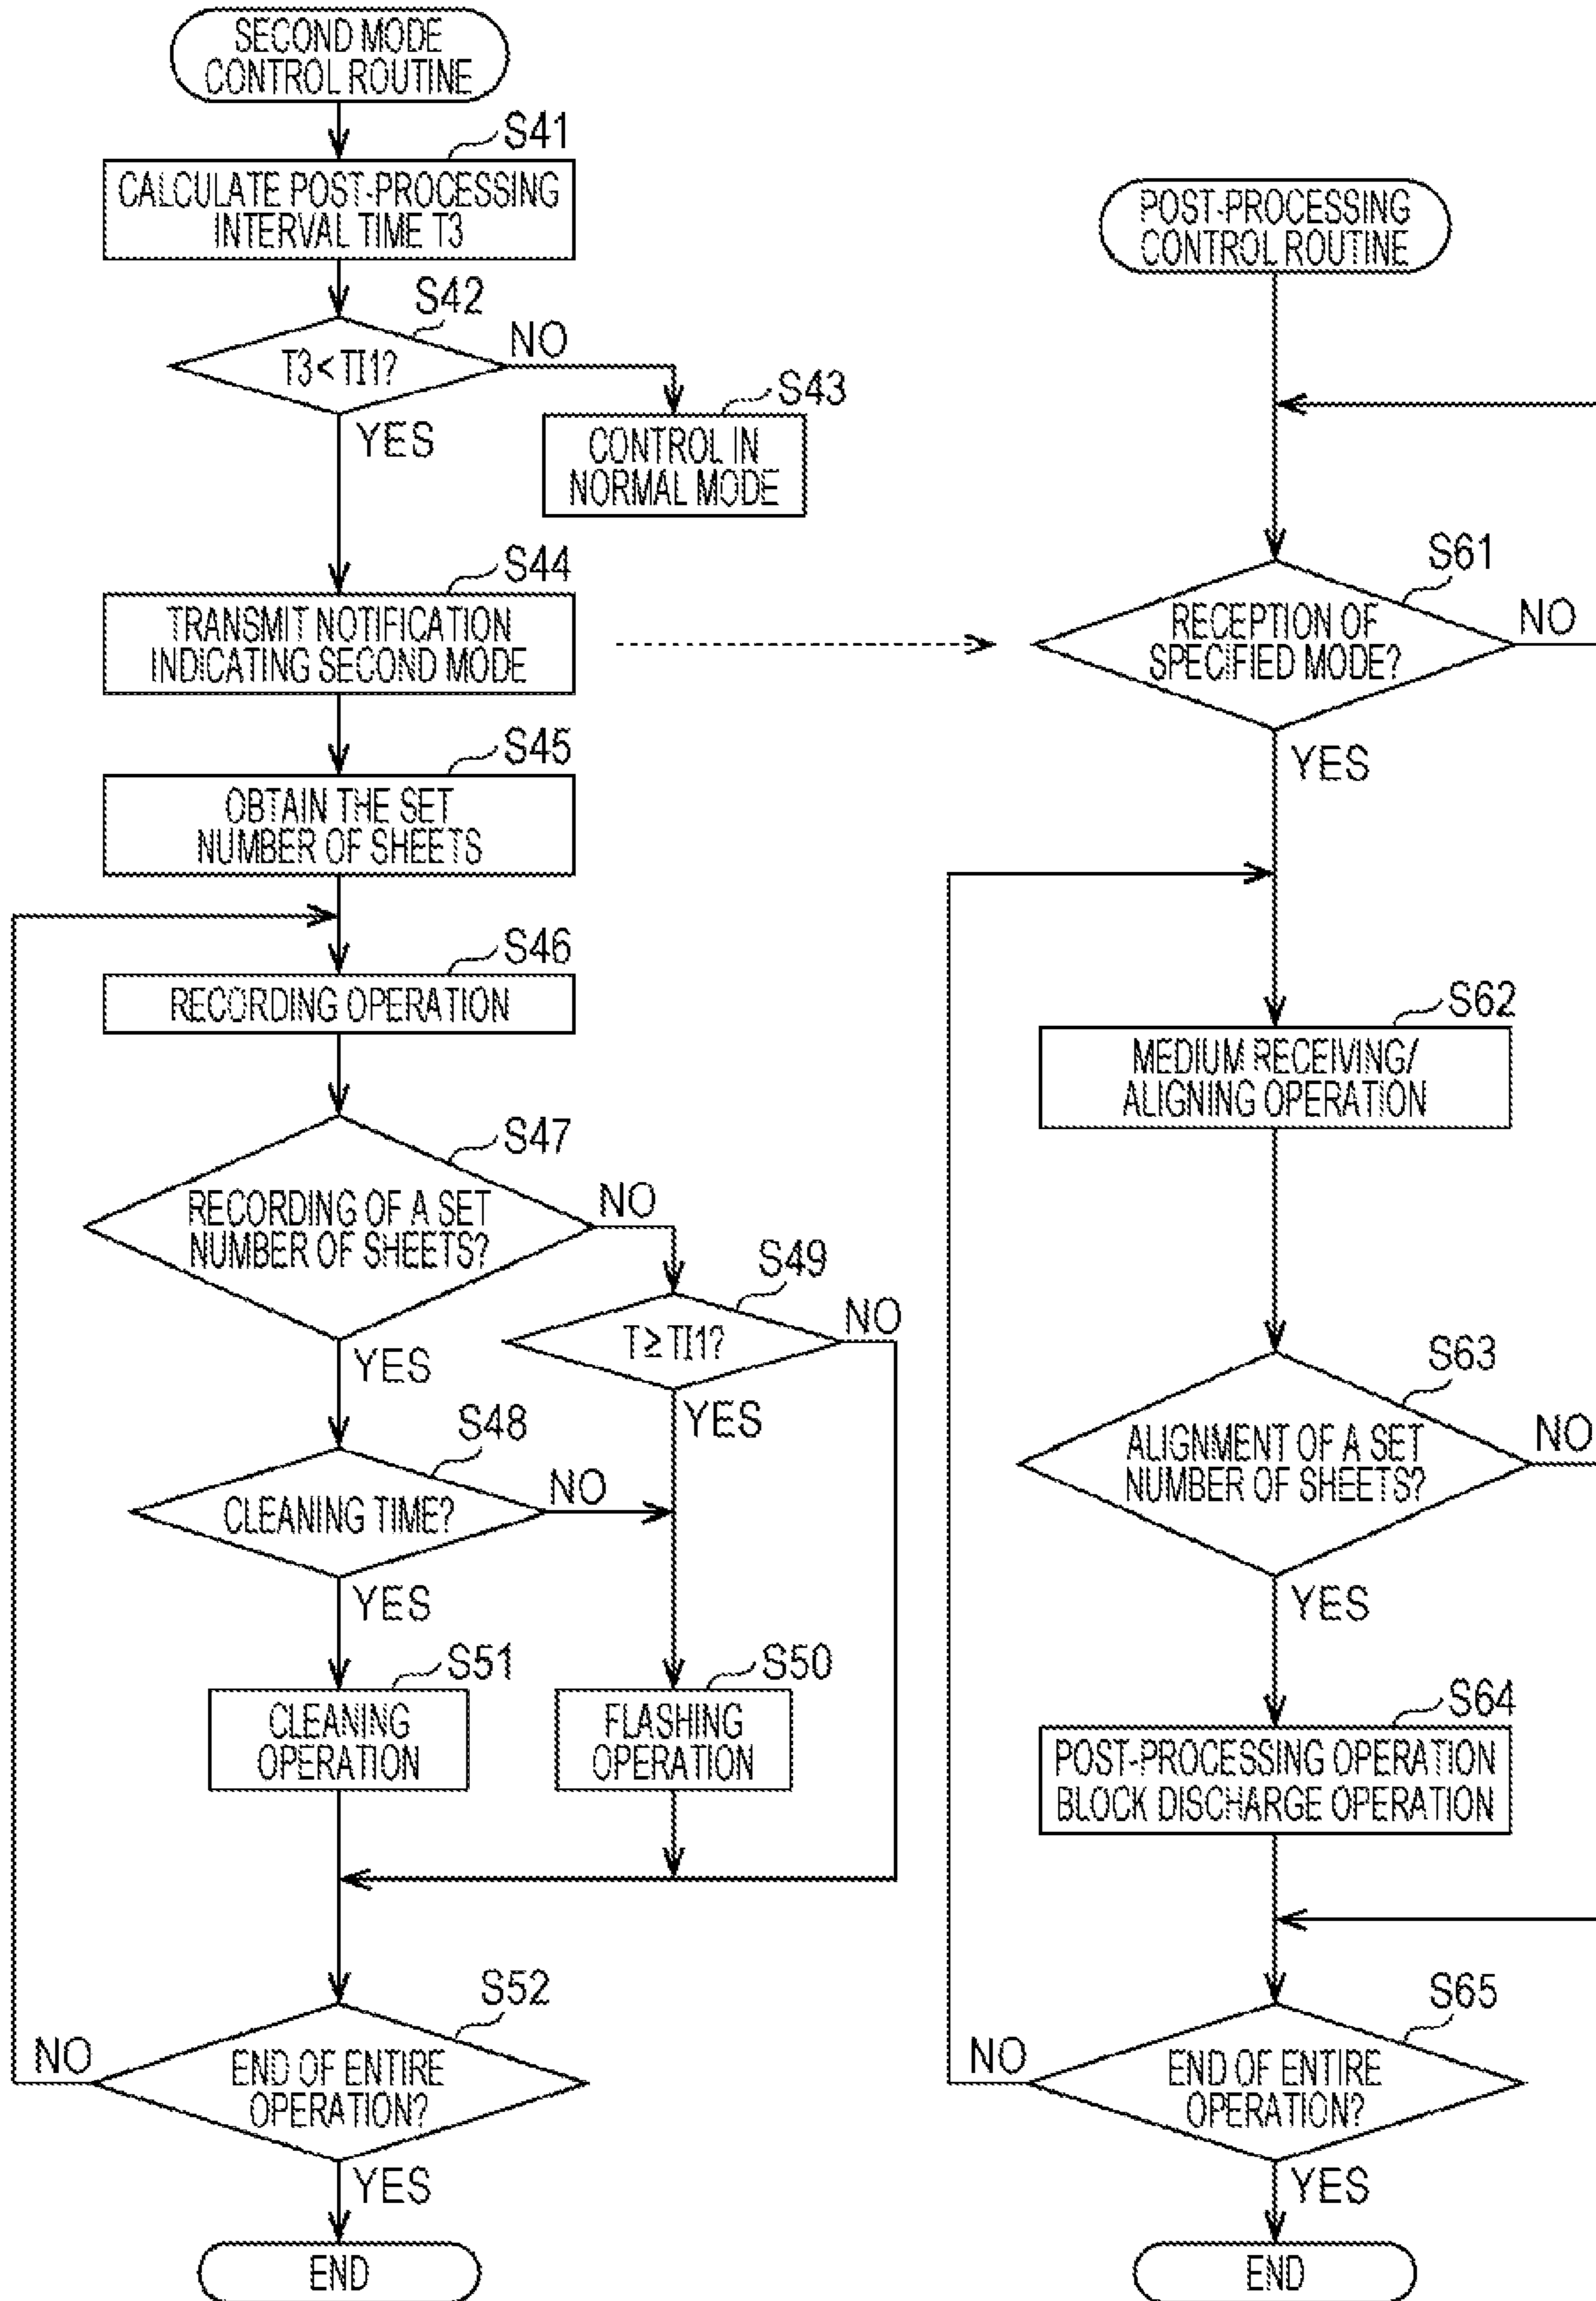 SECOND MODE
CONTROL ROUTINE
S41
CALCULATE POST-PROCESSING
INTERVAL TIME T3
S42
T3<TI1?
NO
YES
S43
CONTROL IN
NORMAL MODE
S44
TRANSMIT NOTIFICATION
INDICATING SECOND MODE
S45
OBTAIN THE SET
NUMBER OF SHEETS
S46
RECORDING OPERATION
S47
RECORDING OF A SET
NUMBER OF SHEETS?
NO
YES
S49
T≥TI1?
NO
YES
S48
CLEANING TIME?
NO
YES
S51
CLEANING
OPERATION
S50
FLASHING
OPERATION
S52
END OF ENTIRE
OPERATION?
NO
YES
END
POST-PROCESSING
CONTROL ROUTINE
S61
RECEPTION OF
SPECIFIED MODE?
NO
YES
S62
MEDIUM RECEIVING/
ALIGNING OPERATION
S63
ALIGNMENT OF A SET
NUMBER OF SHEETS?
NO
YES
S64
POST-PROCESSING OPERATION
BLOCK DISCHARGE OPERATION
S65
END OF ENTIRE
OPERATION?
NO
YES
END